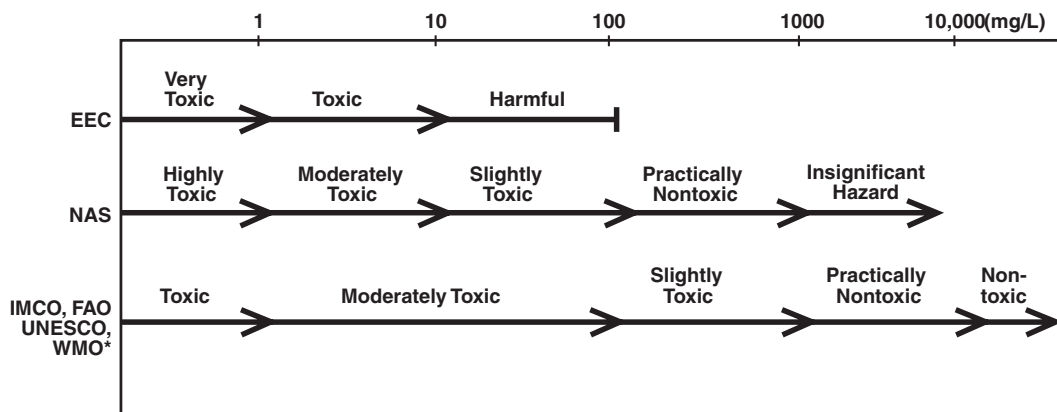 1 10 100 1000 10,000(mg/L)
Very
Toxic Toxic Harmful
EEC
Highly Moderately Slightly Practically Insignificant
Toxic Toxic Toxic Nontoxic Hazard
NAS
Toxic Moderately Toxic Slightly Practically Non-
Toxic Nontoxic toxic
IMCO, FAO
UNESCO,
WMO*